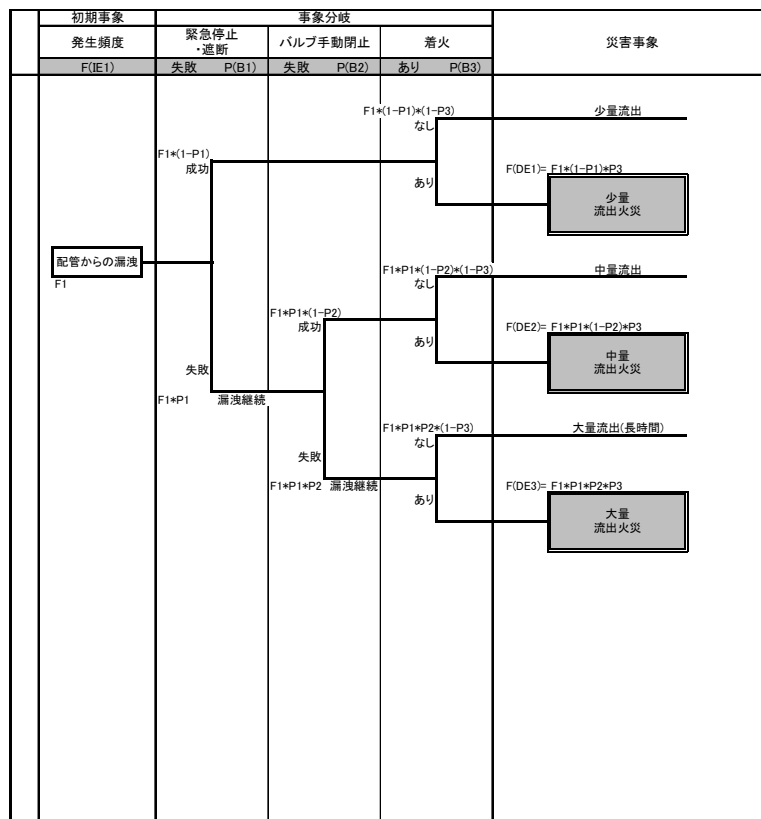 初期事象
事象分岐
発生頻度
緊急停止
・遮断
バルブ手動閉止
着火
災害事象
F(IE1)
失敗 P(B1)
失敗 P(B2)
あり P(B3)
F1*(1-P1)*(1-P3)
なし
少量流出
F1*(1-P1)
成功
あり
F(DE1)= F1*(1-P1)*P3
少量
流出火災
配管からの漏洩
F1
F1*P1*(1-P2)*(1-P3)
なし
中量流出
F1*P1*(1-P2)
成功
あり
F(DE2)= F1*P1*(1-P2)*P3
中量
流出火災
失敗
F1*P1 漏洩継続
F1*P1*P2*(1-P3)
なし
大量流出(長時間)
失敗
F1*P1*P2 漏洩継続
あり
F(DE3)= F1*P1*P2*P3
大量
流出火災